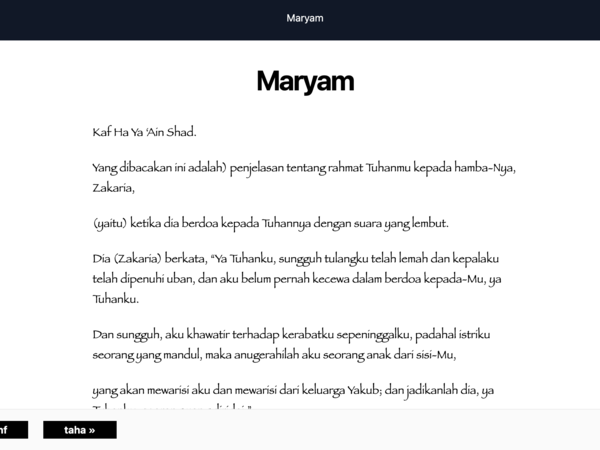 Maryam
Maryam
Kaf Ha Ya ‘Ain Shad.
Yang dibacakan ini adalah) penjelasan tentang rahmat Tuhanmu kepada hamba-Nya,
Zakaria,
(yaitu) ketika dia berdoa kepada Tuhannya dengan suara yang lembut.
Dia (Zakaria) berkata, “Ya Tuhanku, sungguh tulangku telah lemah dan kepalaku
telah dipenuhi uban, dan aku belum pernah kecewa dalam berdoa kepada-Mu, ya
Tuhanku.
Dan sungguh, aku khawatir terhadap kerabatku sepeninggalku, padahal istriku
seorang yang mandul, maka anugerahilah aku seorang anak dari sisi-Mu,
yang akan mewarisi aku dan mewarisi dari keluarga Yakub; dan jadikanlah dia, ya
taha »